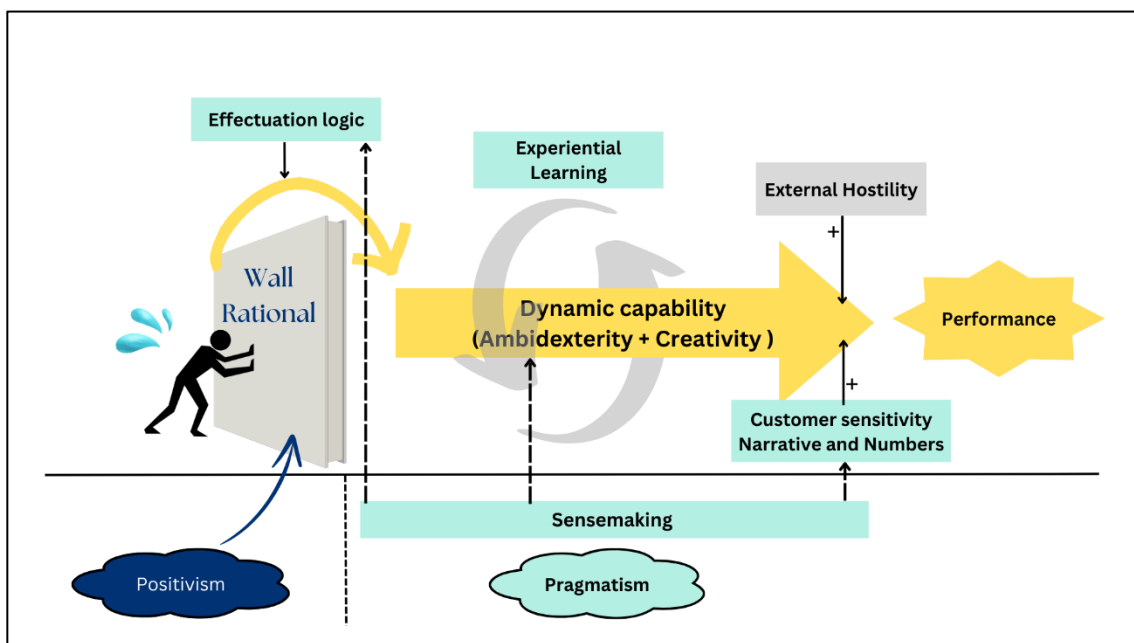 Effectuation logic
Experiential
Learning
External Hostility
+
Wall
Rational
Dynamic capability
(Ambidexterity + Creativity )
Performance
+
Customer sensitivity
Narrative and Numbers
Sensemaking
Positivism
Pragmatism